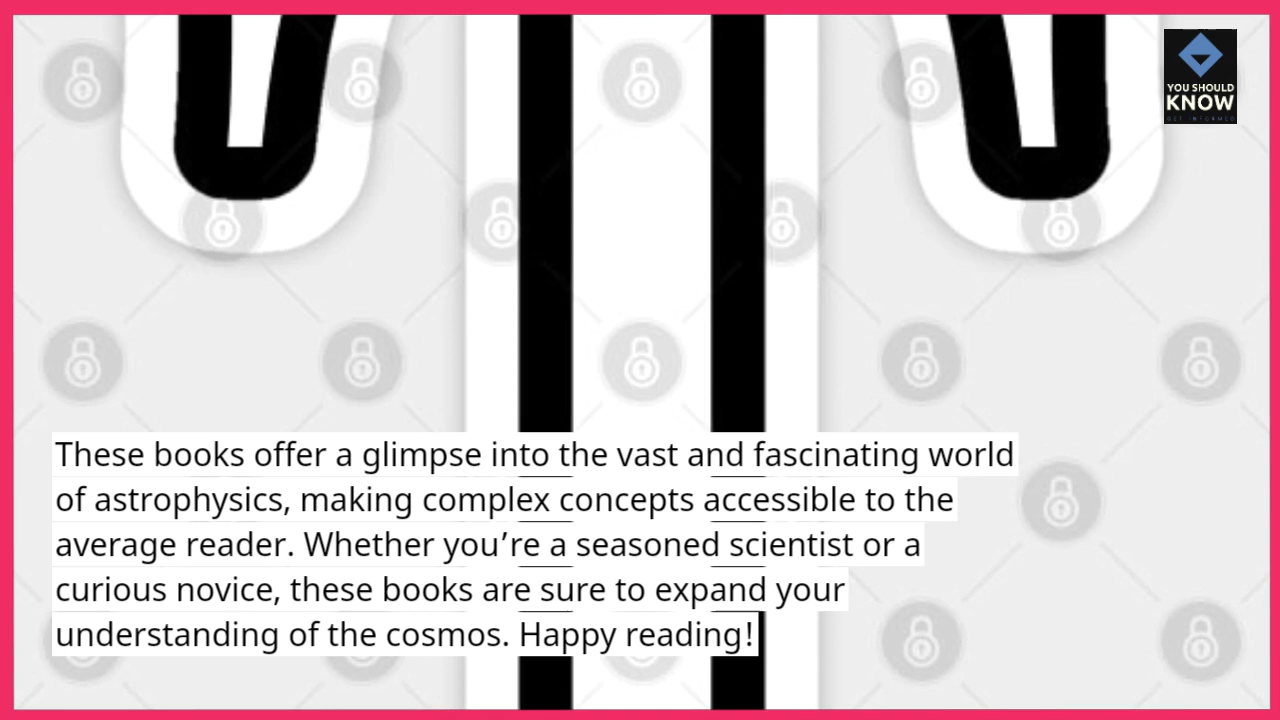 YOU SHOULD
KNOW
GET INFORMED
These books offer a glimpse into the vast and fascinating world
of astrophysics, making complex concepts accessible to the
average reader. Whether you’re a seasoned scientist or a
curious novice, these books are sure to expand your
understanding of the cosmos. Happy reading!